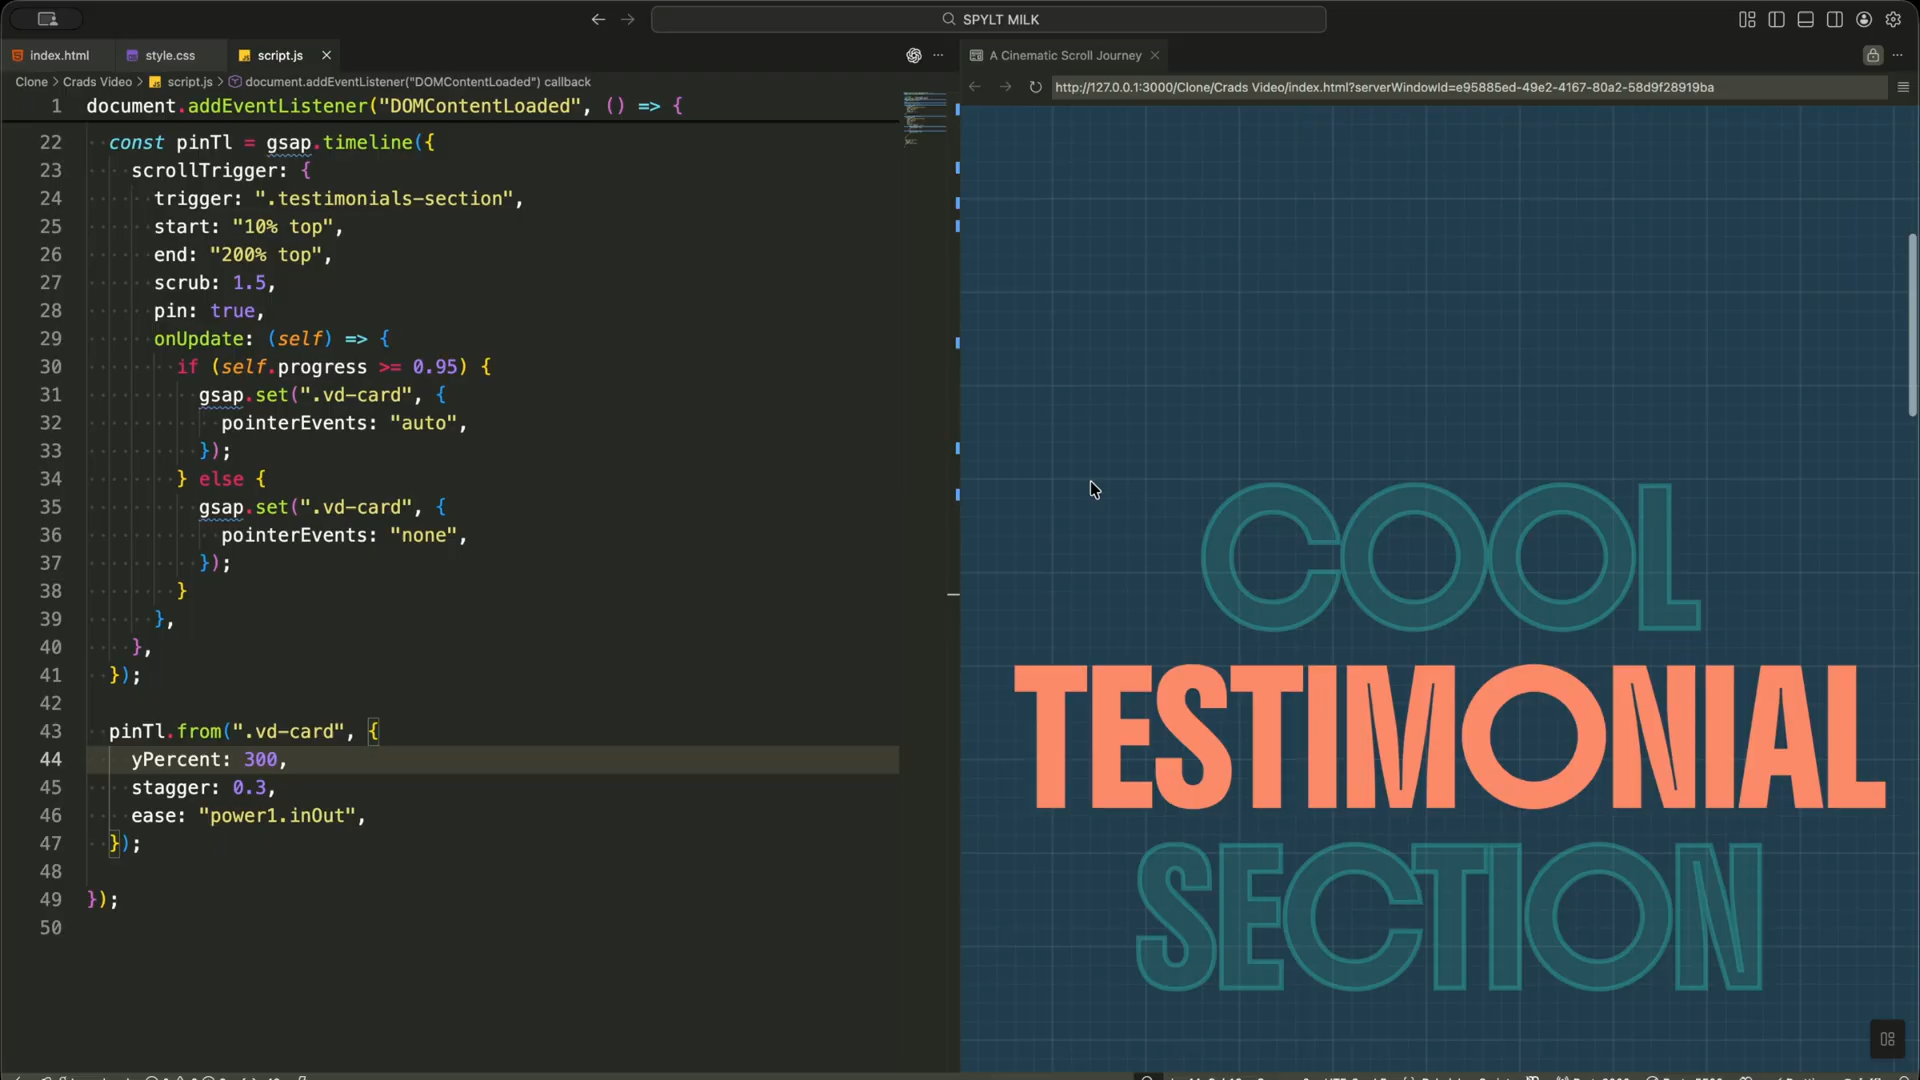 SPYLT MILK
index.html
style.css
script.js
A Cinematic Scroll Journey
Clone > Crads Video > script.js > document.addEventListener("DOMContentLoaded") callback
http://127.0.0.1:3000/Clone/Crads Video/index.html?serverWindowId=e95885ed-49e2-4167-80a2-58d9f28919ba
1 document.addEventListener("DOMContentLoaded", () => {
22 const pinTl = gsap.timeline({
23 scrollTrigger: {
24 trigger: ".testimonials-section",
25 start: "10% top",
26 end: "200% top",
27 scrub: 1.5,
28 pin: true,
29 onUpdate: (self) => {
30 if (self.progress >= 0.95) {
31 gsap.set(".vd-card", {
32 pointerEvents: "auto",
33 });
34 } else {
35 gsap.set(".vd-card", {
36 pointerEvents: "none",
37 });
38 }
39 },
40 },
41 });
42
43 pinTl.from(".vd-card", {
44 yPercent: 300,
45 stagger: 0.3,
46 ease: "power1.inOut",
47 });
48
49 });
50
COOL
TESTIMONIAL
SECTION